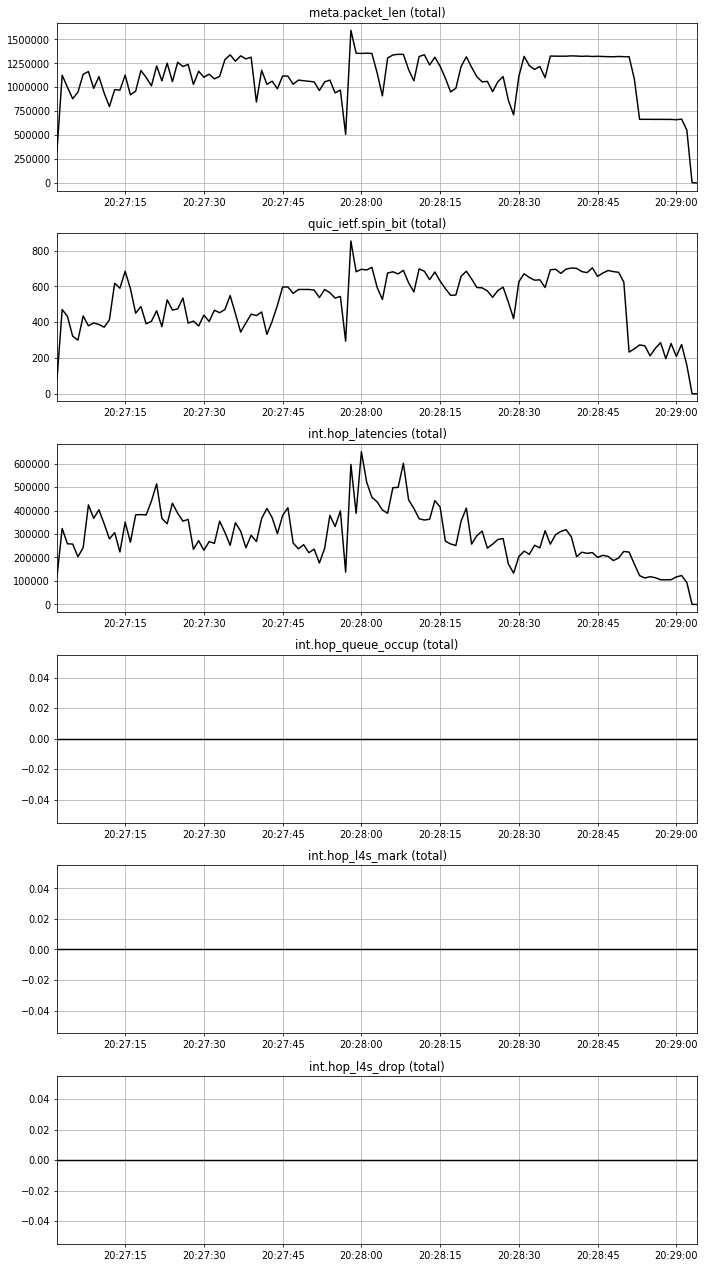 meta.packet_len (total)
1500000
1250000
1000000
750000
500000
250000
0
20:27:15 20:27:30 20:27:45 20:28:00 20:28:15 20:28:30 20:28:45 20:29:00
quic_ietf.spin_bit (total)
800
600
400
200
0
20:27:15 20:27:30 20:27:45 20:28:00 20:28:15 20:28:30 20:28:45 20:29:00
int.hop_latencies (total)
600000
500000
400000
300000
200000
100000
0
20:27:15 20:27:30 20:27:45 20:28:00 20:28:15 20:28:30 20:28:45 20:29:00
int.hop_queue_occup (total)
0.04
0.02
0.00
−0.02
−0.04
20:27:15 20:27:30 20:27:45 20:28:00 20:28:15 20:28:30 20:28:45 20:29:00
int.hop_l4s_mark (total)
0.04
0.02
0.00
−0.02
−0.04
20:27:15 20:27:30 20:27:45 20:28:00 20:28:15 20:28:30 20:28:45 20:29:00
int.hop_l4s_drop (total)
0.04
0.02
0.00
−0.02
−0.04
20:27:15 20:27:30 20:27:45 20:28:00 20:28:15 20:28:30 20:28:45 20:29:00